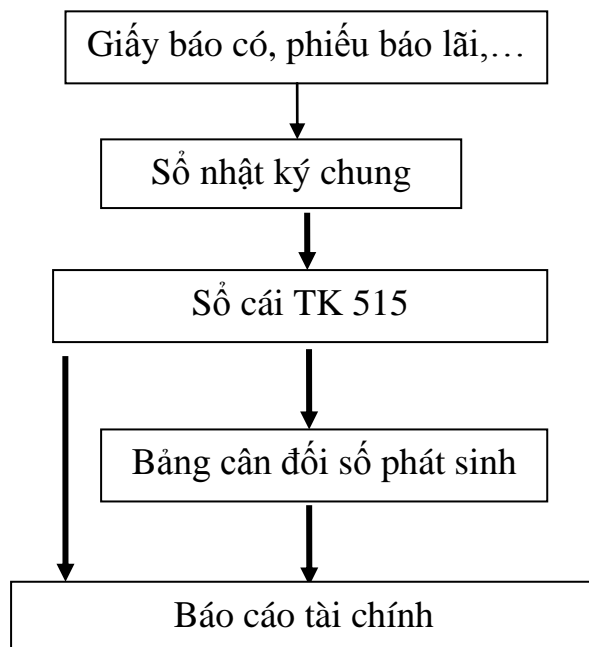 Giấy báo có, phiếu báo lãi,…
Sổ nhật ký chung
Sổ cái TK 515
Bảng cân đối số phát sinh
Báo cáo tài chính